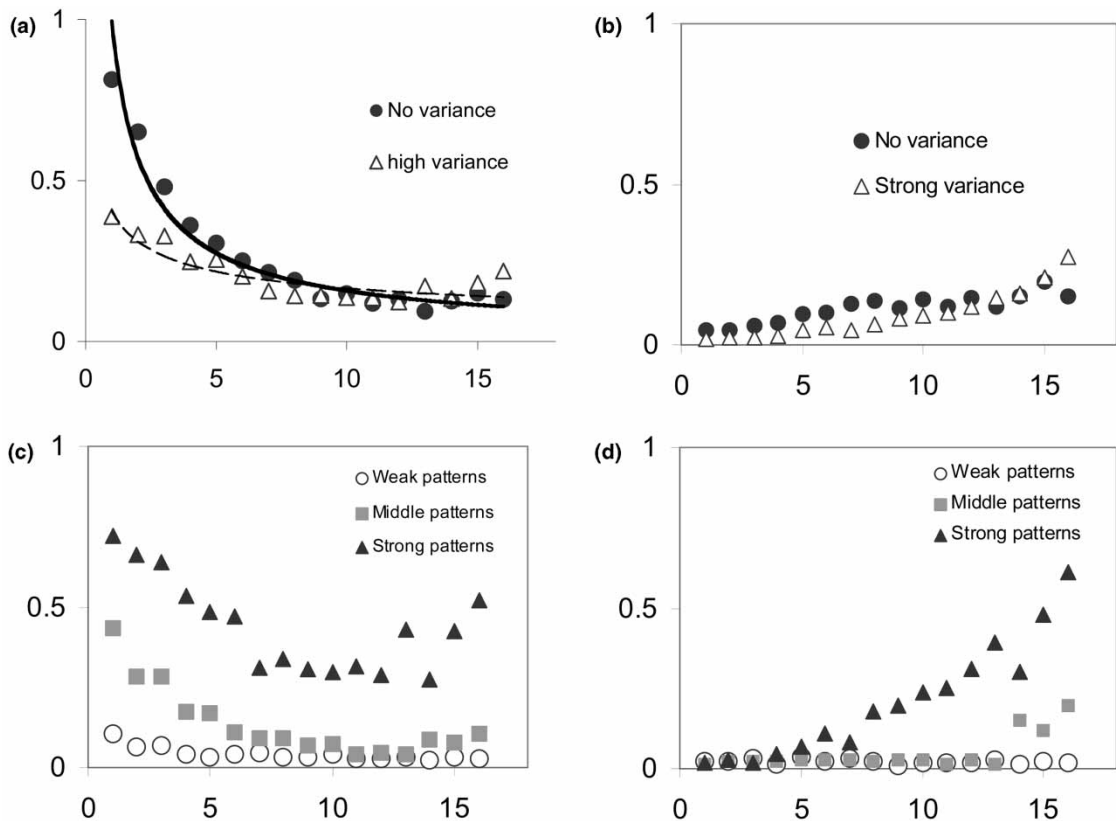 (a)
1
0.5
0
0 5 10 15
No variance
high variance
(b)
1
0.5
0
0 5 10 15
No variance
Strong variance
(c)
1
0.5
0
0 5 10 15
Weak patterns
Middle patterns
Strong patterns
(d)
1
0.5
0
0 5 10 15
Weak patterns
Middle patterns
Strong patterns